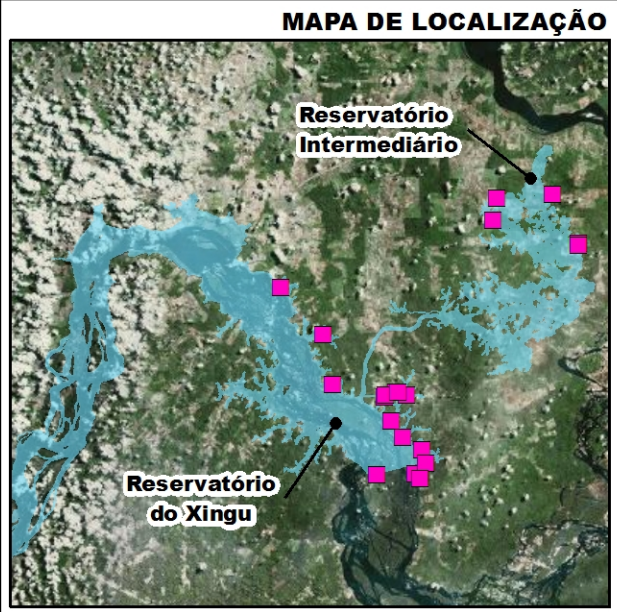 MAPA DE LOCALIZAÇÃO
Reservatório
Intermediário
Reservatório
do Xingu